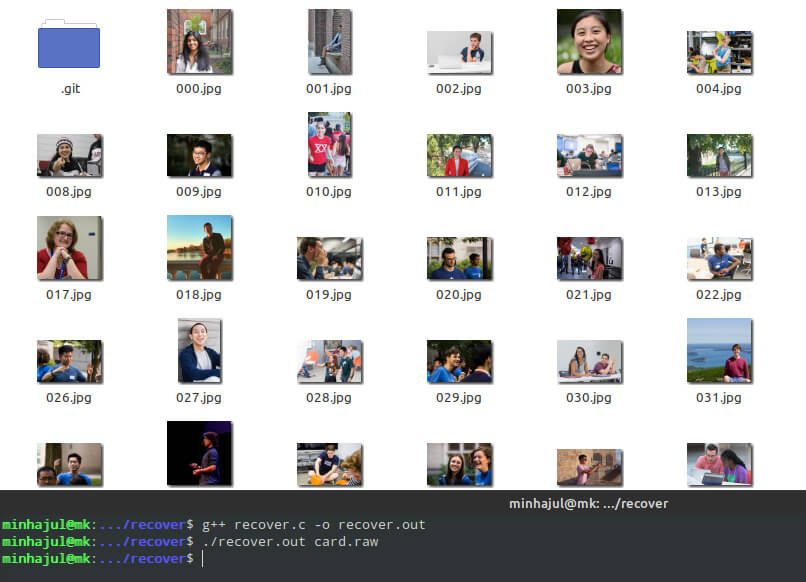 .git 000.jpg 001.jpg 002.jpg 003.jpg 004.jpg
008.jpg 009.jpg 010.jpg 011.jpg 012.jpg 013.jpg
017.jpg 018.jpg 019.jpg 020.jpg 021.jpg 022.jpg
026.jpg 027.jpg 028.jpg 029.jpg 030.jpg 031.jpg
minhajul@mk: .../recover
minhajul@mk:.../recover$ g++ recover.c -o recover.out
minhajul@mk:.../recover$ ./recover.out card.raw
minhajul@mk:.../recover$